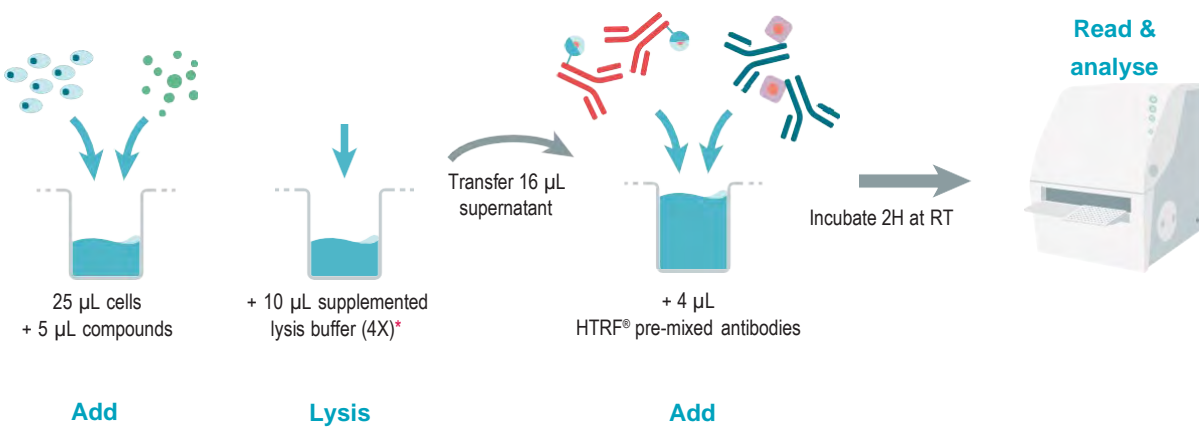 25 µL cells
+ 5 µL compounds
Add
+ 10 µL supplemented
lysis buffer (4X)*
Lysis
Transfer 16 µL
supernatant
+ 4 µL
HTRF® pre-mixed antibodies
Add
Incubate 2H at RT
Read &
analyse